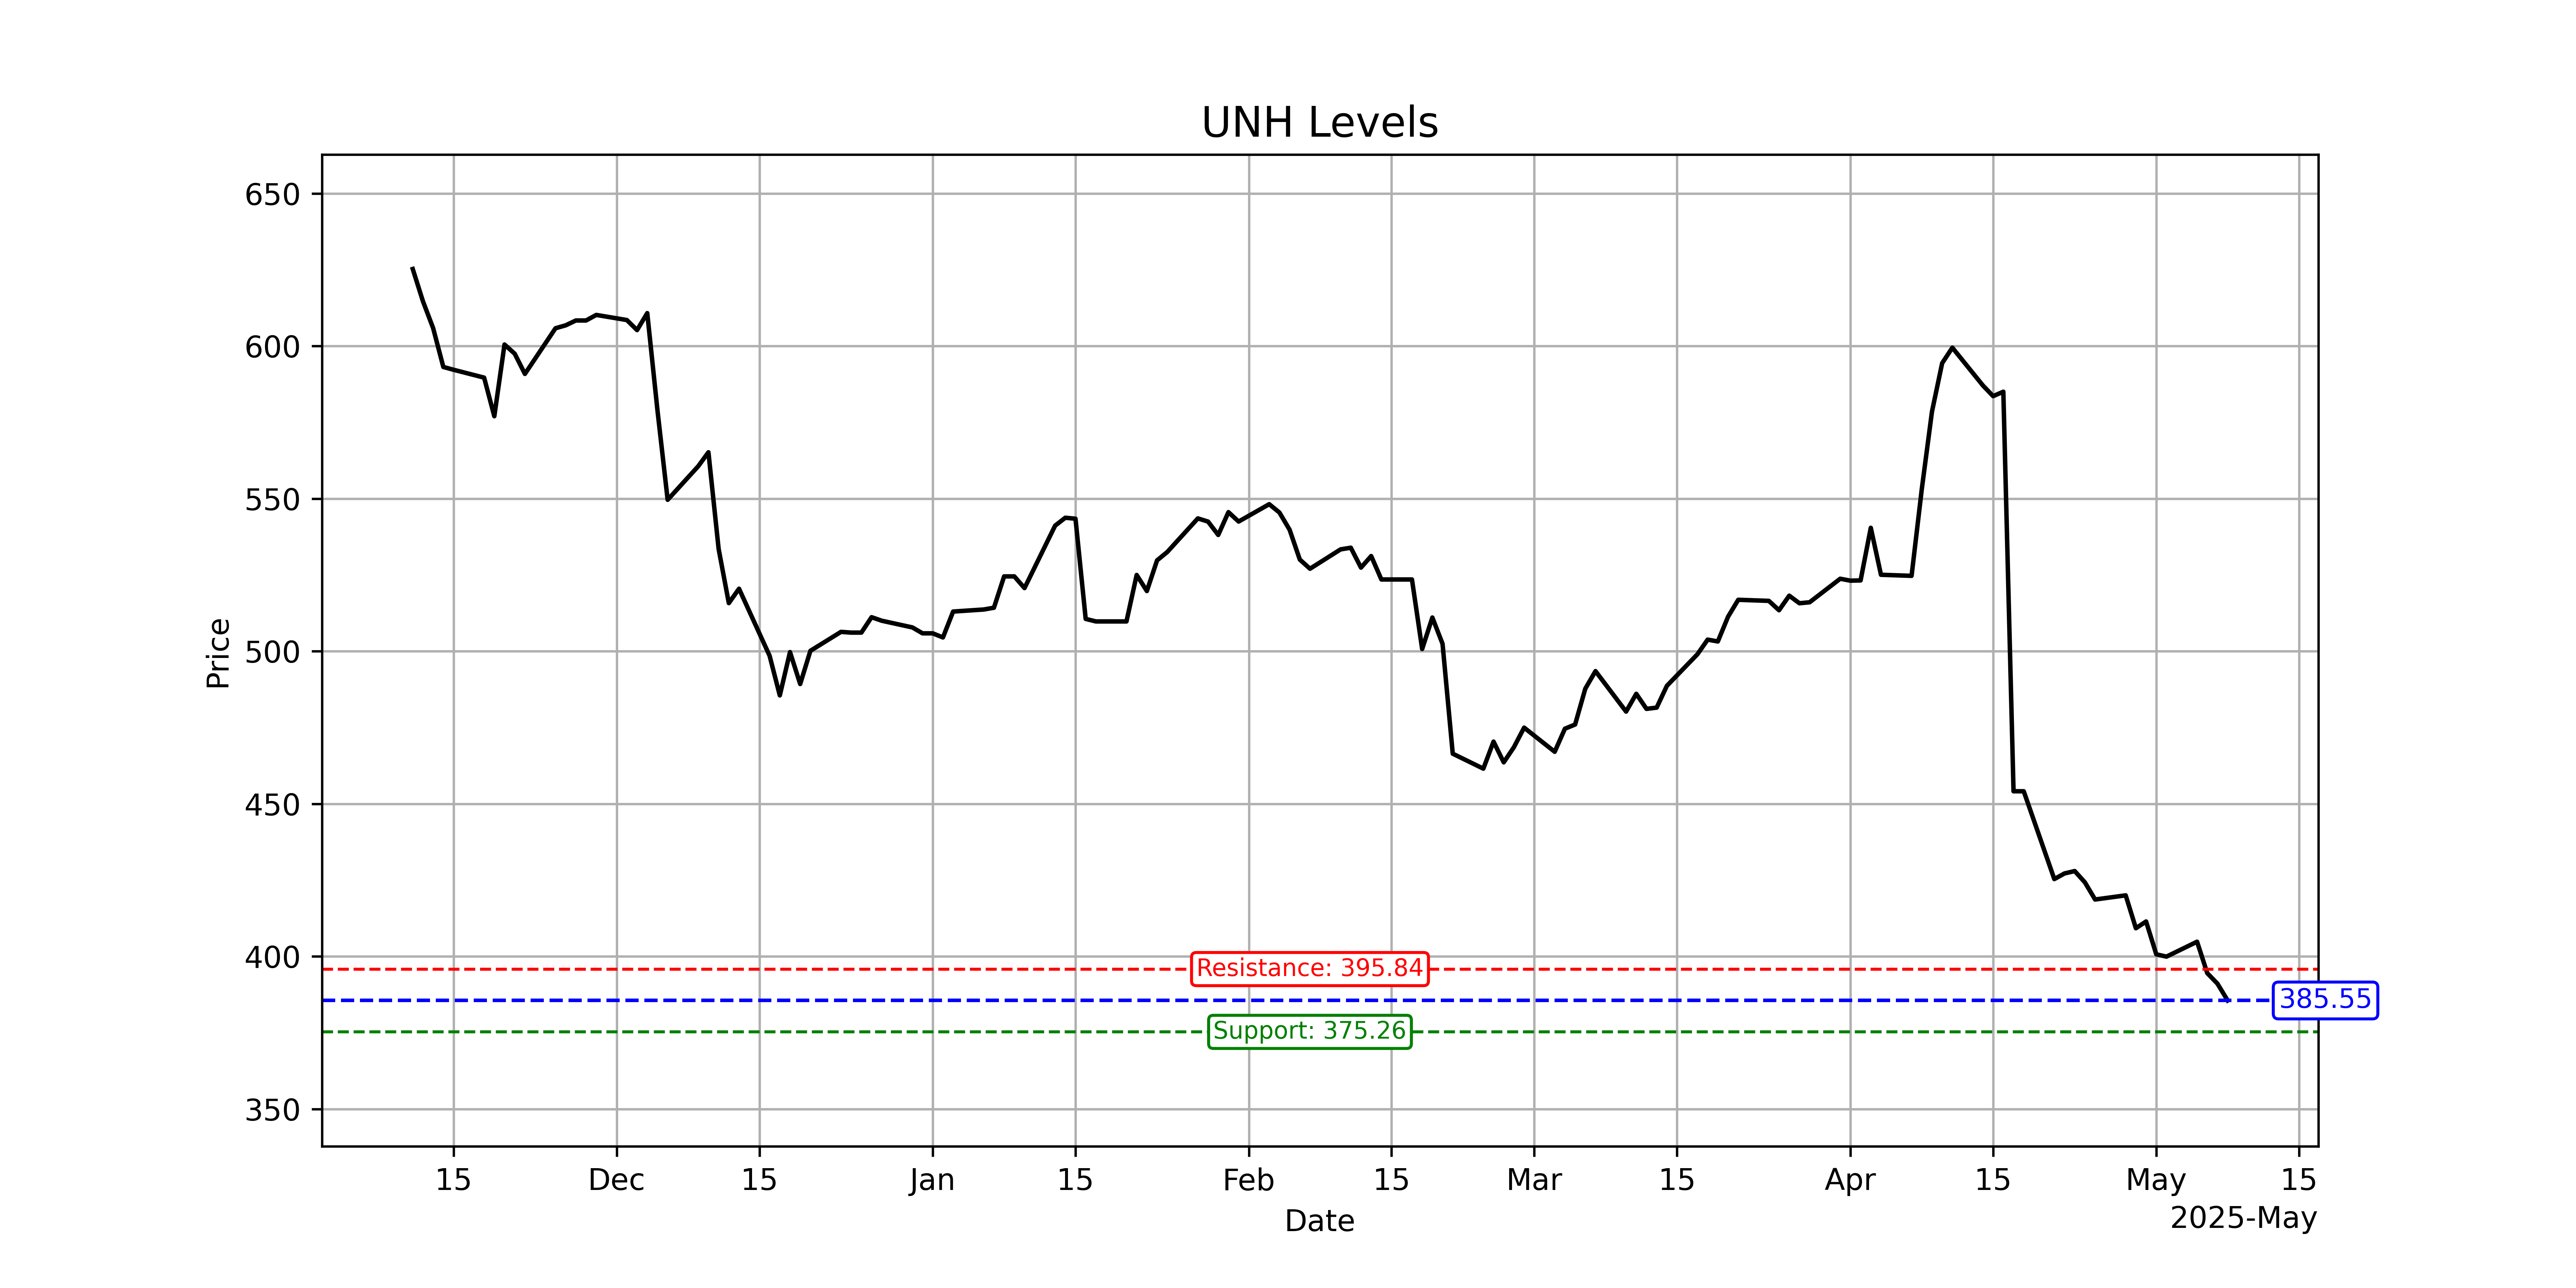 UNH Levels
650
600
550
500
450
400
350
Price
Resistance: 395.84
385.55
Support: 375.26
15 Dec 15 Jan 15 Feb 15 Mar 15 Apr 15 May 15
Date
2025-May